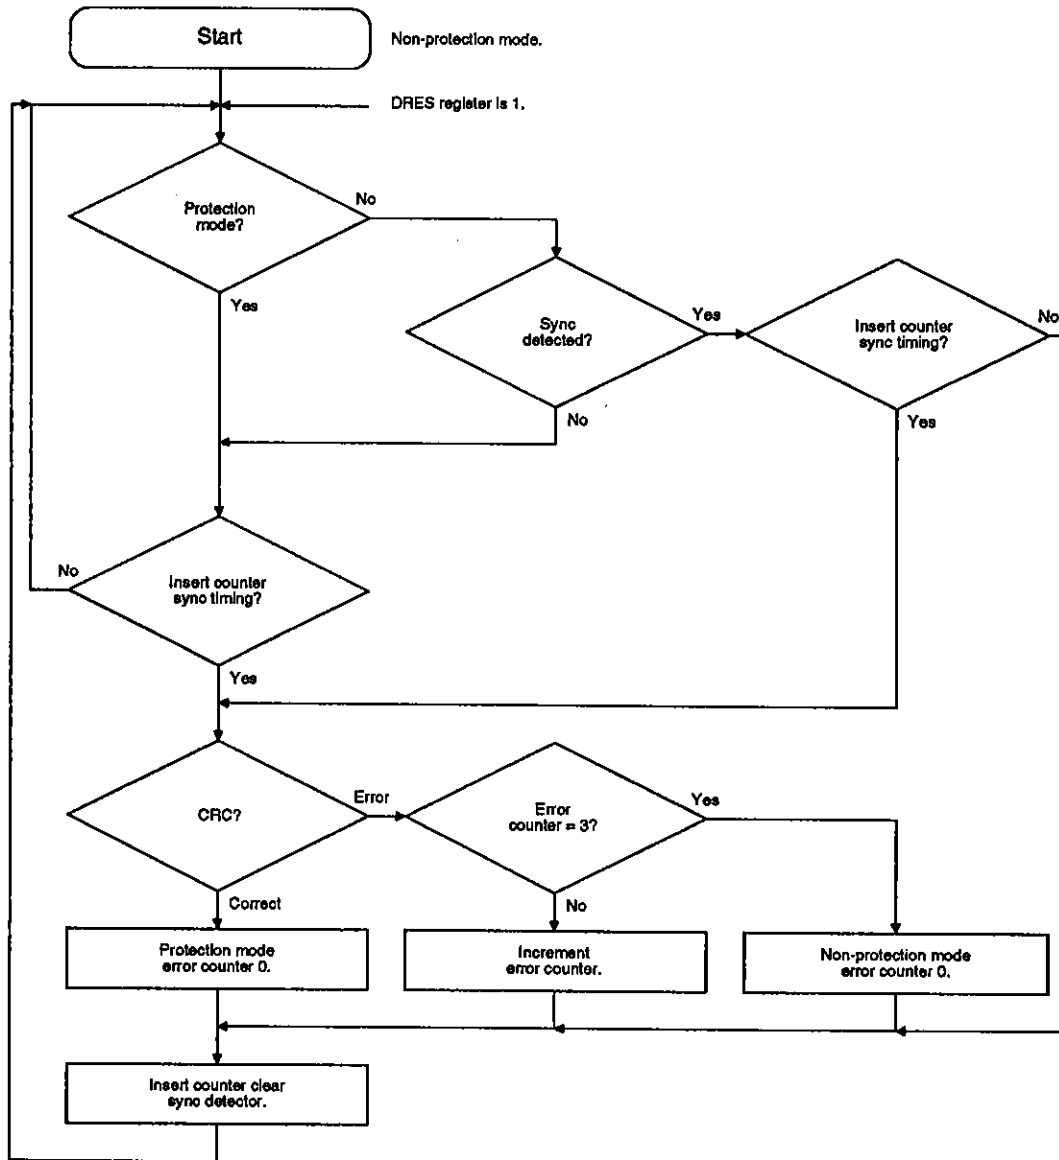 Start
Non-protection mode.
DRES register is 1.
Protection
mode?
No
Yes
Sync
detected?
Yes
No
Insert counter
sync timing?
No
Yes
Insert counter
sync timing?
No
Yes
CRC?
Error
Correct
Error
counter = 3?
Yes
No
Protection mode
error counter 0.
Increment
error counter.
Non-protection mode
error counter 0.
Insert counter clear
sync detector.